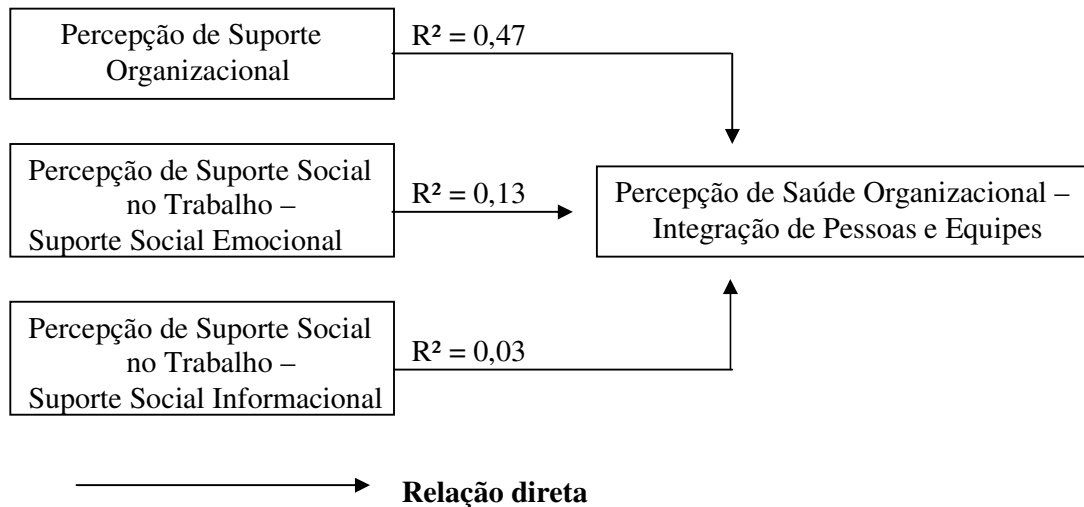 Percepção de Suporte
Organizacional
R² = 0,47
Percepção de Suporte Social
no Trabalho –
Suporte Social Emocional
R² = 0,13
Percepção de Saúde Organizacional –
Integração de Pessoas e Equipes
Percepção de Suporte Social
no Trabalho –
Suporte Social Informacional
R² = 0,03
Relação direta